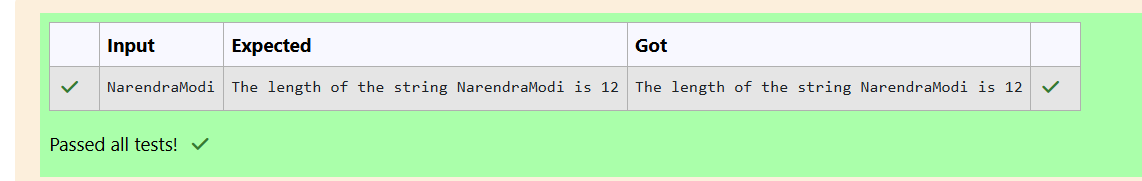 Input Expected Got
NarendraModi The length of the string NarendraModi is 12 The length of the string NarendraModi is 12
Passed all tests!